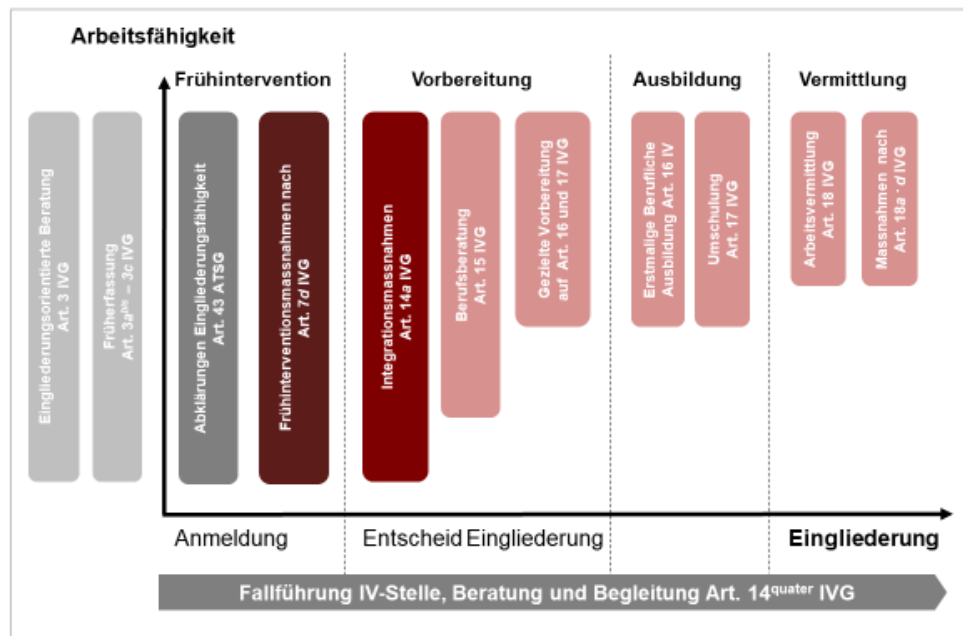 Arbeitsfähigkeit
Frühintervention
Vorbereitung
Ausbildung
Vermittlung
Eingliederungsorientierte Beratung
Art. 3 IVG
Früherfassung
Art. 3a^bis – 3c IVG
Abklärungen Eingliederungsfähigkeit
Art. 43 ATSG
Frühinterventionsmassnahmen nach
Art. 7d IVG
Integrationsmassnahmen
Art. 14a IVG
Berufsberatung
Art. 15 IVG
Gezielte Vorbereitung
auf Art. 16 und 17 IVG
Erstmalige Berufliche
Ausbildung Art. 16 IV
Umschulung
Art. 17 IVG
Arbeitsvermittlung
Art. 18 IVG
Massnahmen nach
Art. 18a - d IVG
Anmeldung
Entscheid Eingliederung
Eingliederung
Fallführung IV-Stelle, Beratung und Begleitung Art. 14^quater IVG